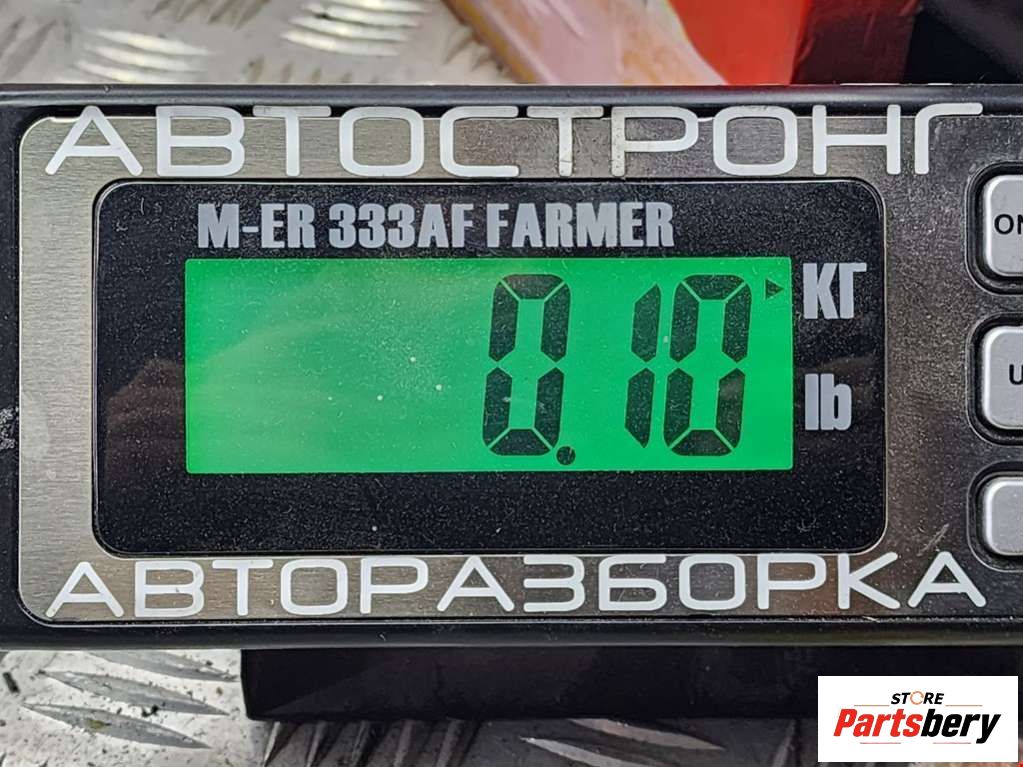 АВТОСТРОНГ
M-ER 333AF FARMER
0.10
КГ
lb
АВТОРАЗБОРКА
STORE
Partsbery